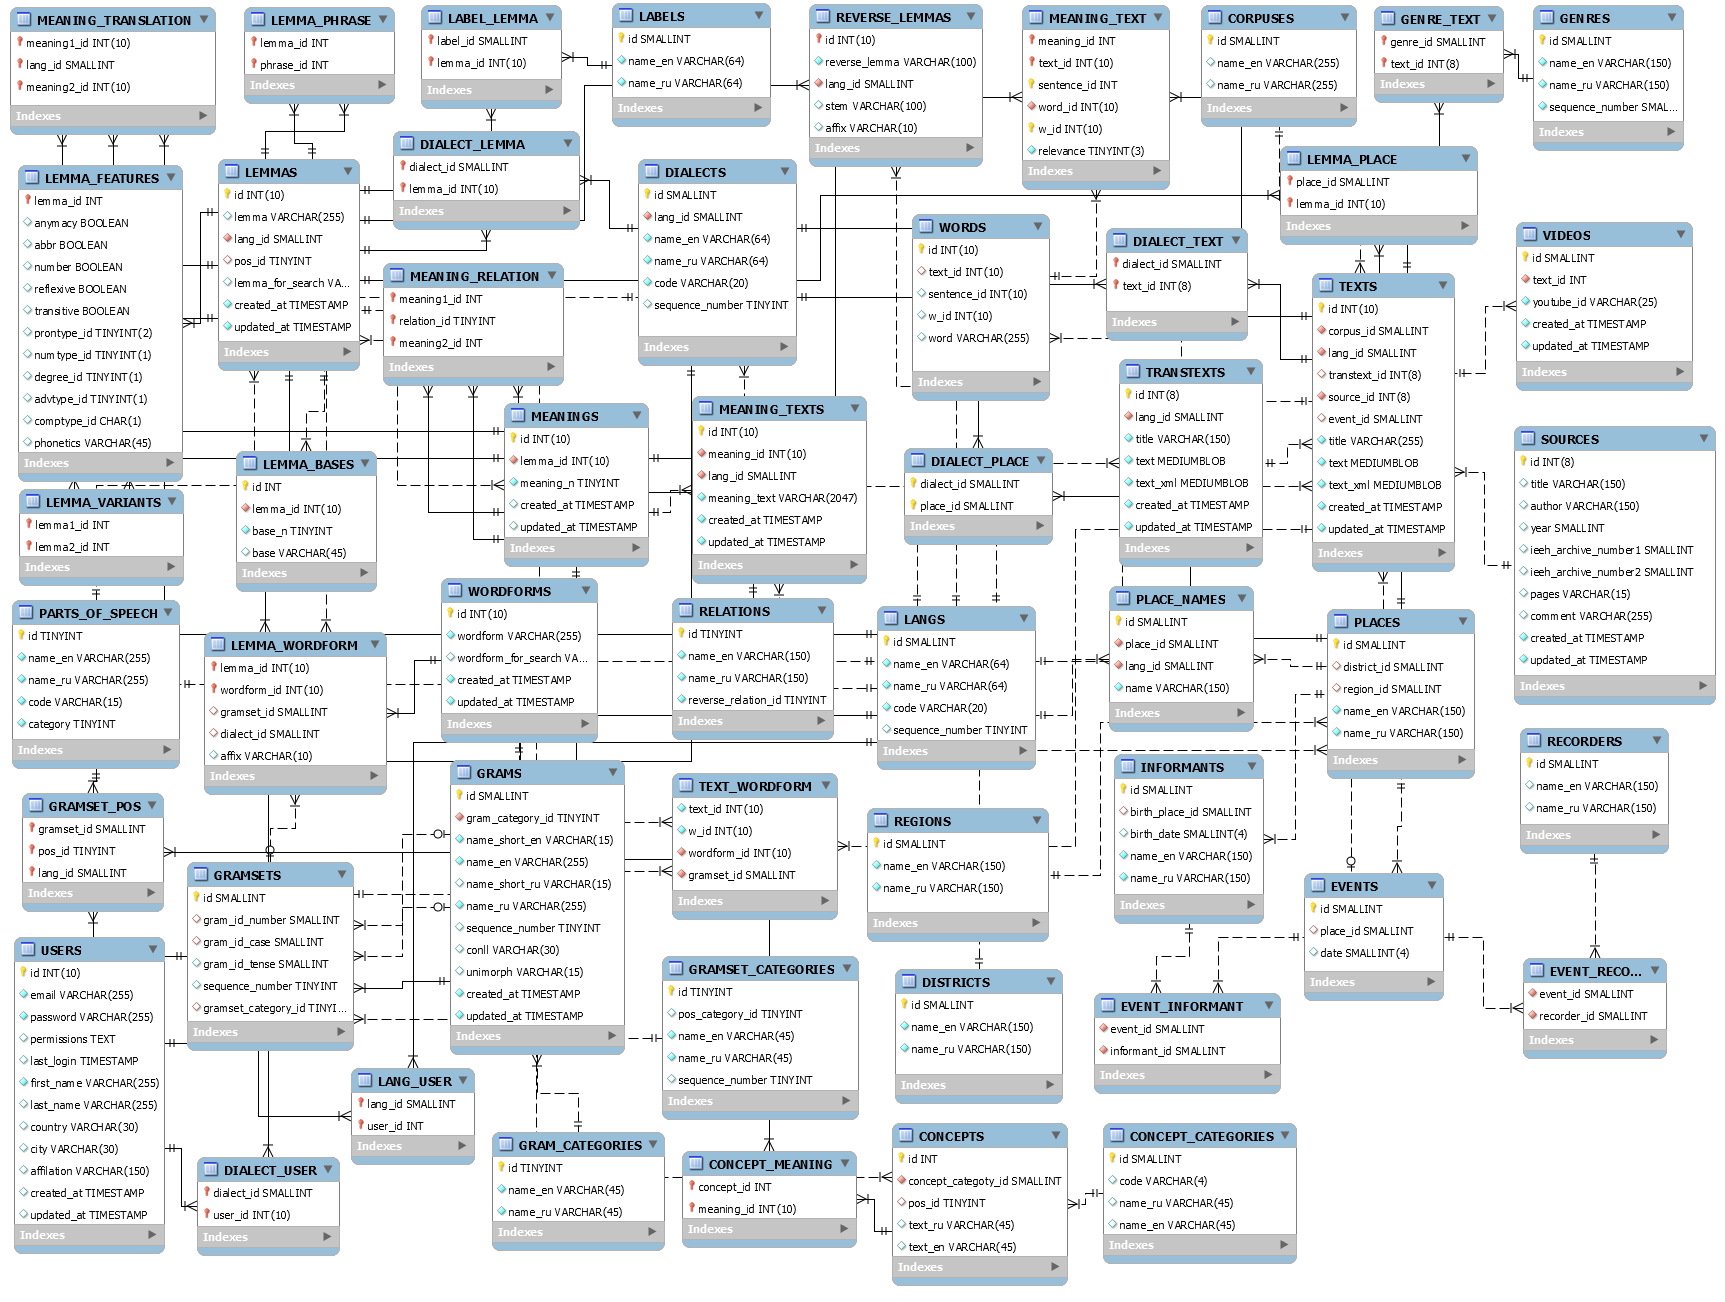 MEANING_TRANSLATION
meaning1_id INT(10)
lang_id SMALLINT
meaning2_id INT(10)
Indexes
LEMMA_PHRASE
lemma_id INT
phrase_id INT
Indexes
LABEL_LEMMA
label_id SMALLINT
lemma_id INT(10)
Indexes
LABELS
id SMALLINT
name_en VARCHAR(64)
name_ru VARCHAR(64)
Indexes
REVERSE_LEMMAS
id INT(10)
reverse_lemma VARCHAR(100)
lang_id SMALLINT
stem VARCHAR(100)
affix VARCHAR(10)
Indexes
MEANING_TEXT
meaning_id INT
text_id INT(10)
sentence_id INT
word_id INT(10)
w_id INT(10)
relevance TINYINT(3)
Indexes
CORPUSES
id SMALLINT
name_en VARCHAR(255)
name_ru VARCHAR(255)
Indexes
GENRE_TEXT
genre_id SMALLINT
text_id INT(8)
Indexes
GENRES
id SMALLINT
name_en VARCHAR(150)
name_ru VARCHAR(150)
sequence_number SMAL...
Indexes
LEMMA_FEATURES
lemma_id INT
anymacy BOOLEAN
abbr BOOLEAN
number BOOLEAN
reflexive BOOLEAN
transitive BOOLEAN
prontype_id TINYINT(2)
numtype_id TINYINT(1)
degree_id TINYINT(1)
advtype_id TINYINT(1)
comptype_id CHAR(1)
phonetics VARCHAR(45)
Indexes
LEMMAS
id INT(10)
lemma VARCHAR(255)
lang_id SMALLINT
pos_id TINYINT
lemma_for_search VA...
created_at TIMESTAMP
updated_at TIMESTAMP
Indexes
DIALECT_LEMMA
dialect_id SMALLINT
lemma_id INT(10)
Indexes
MEANING_RELATION
meaning1_id INT
relation_id TINYINT
meaning2_id INT
Indexes
DIALECTS
id SMALLINT
lang_id SMALLINT
name_en VARCHAR(64)
name_ru VARCHAR(64)
code VARCHAR(20)
sequence_number TINYINT
Indexes
WORDS
id INT(10)
text_id INT(10)
sentence_id INT(10)
w_id INT(10)
word VARCHAR(255)
Indexes
DIALECT_TEXT
dialect_id SMALLINT
text_id INT(8)
Indexes
LEMMA_PLACE
place_id SMALLINT
lemma_id INT(10)
Indexes
TEXTS
id INT(10)
corpus_id SMALLINT
lang_id SMALLINT
transtext_id INT(8)
source_id INT(8)
event_id SMALLINT
title VARCHAR(255)
text MEDIUMBLOB
text_xml MEDIUMBLOB
created_at TIMESTAMP
updated_at TIMESTAMP
Indexes
VIDEOS
id SMALLINT
text_id INT
youtube_id VARCHAR(25)
created_at TIMESTAMP
updated_at TIMESTAMP
Indexes
TRANSTEXTS
id INT(8)
lang_id SMALLINT
title VARCHAR(150)
text MEDIUMBLOB
text_xml MEDIUMBLOB
created_at TIMESTAMP
updated_at TIMESTAMP
Indexes
MEANINGS
id INT(10)
lemma_id INT(10)
meaning_n TINYINT
created_at TIMESTAMP
updated_at TIMESTAMP
Indexes
MEANING_TEXTS
id INT(10)
meaning_id INT(10)
lang_id SMALLINT
meaning_text VARCHAR(2047)
created_at TIMESTAMP
updated_at TIMESTAMP
Indexes
DIALECT_PLACE
dialect_id SMALLINT
place_id SMALLINT
Indexes
SOURCES
id INT(8)
title VARCHAR(150)
author VARCHAR(150)
year SMALLINT
ieeh_archive_number1 SMALLINT
ieeh_archive_number2 SMALLINT
pages VARCHAR(15)
comment VARCHAR(255)
created_at TIMESTAMP
updated_at TIMESTAMP
Indexes
LEMMA_BASES
id INT
lemma_id INT(10)
base_n TINYINT
base VARCHAR(45)
Indexes
LEMMA_VARIANTS
lemma1_id INT
lemma2_id INT
Indexes
PARTS_OF_SPEECH
id TINYINT
name_en VARCHAR(255)
name_ru VARCHAR(255)
code VARCHAR(15)
category TINYINT
Indexes
LEMMA_WORDFORM
lemma_id INT(10)
wordform_id INT(10)
gramset_id SMALLINT
dialect_id SMALLINT
affix VARCHAR(10)
Indexes
WORDFORMS
id INT(10)
wordform VARCHAR(255)
wordform_for_search VA...
created_at TIMESTAMP
updated_at TIMESTAMP
Indexes
RELATIONS
id TINYINT
name_en VARCHAR(150)
name_ru VARCHAR(150)
reverse_relation_id TINYINT
Indexes
LANGS
id SMALLINT
name_en VARCHAR(64)
name_ru VARCHAR(64)
code VARCHAR(20)
sequence_number TINYINT
Indexes
PLACE_NAMES
id SMALLINT
place_id SMALLINT
lang_id SMALLINT
name VARCHAR(150)
Indexes
PLACES
id SMALLINT
district_id SMALLINT
region_id SMALLINT
name_en VARCHAR(150)
name_ru VARCHAR(150)
Indexes
RECORDERS
id SMALLINT
name_en VARCHAR(150)
name_ru VARCHAR(150)
Indexes
GRAMSET_POS
gramset_id SMALLINT
pos_id TINYINT
lang_id SMALLINT
Indexes
GRAMS
id SMALLINT
gram_category_id TINYINT
name_short_en VARCHAR(15)
name_en VARCHAR(255)
name_short_ru VARCHAR(15)
name_ru VARCHAR(255)
sequence_number TINYINT
conll VARCHAR(30)
unimorph VARCHAR(15)
created_at TIMESTAMP
updated_at TIMESTAMP
Indexes
TEXT_WORDFORM
text_id INT(10)
w_id INT(10)
wordform_id INT(10)
gramset_id SMALLINT
Indexes
REGIONS
id SMALLINT
name_en VARCHAR(150)
name_ru VARCHAR(150)
Indexes
INFORMANTS
id SMALLINT
birth_place_id SMALLINT
birth_date SMALLINT(4)
name_en VARCHAR(150)
name_ru VARCHAR(150)
Indexes
EVENTS
id SMALLINT
place_id SMALLINT
date SMALLINT(4)
Indexes
GRAMSETS
id SMALLINT
gram_id_number SMALLINT
gram_id_case SMALLINT
gram_id_tense SMALLINT
sequence_number TINYINT
gramset_category_id TINYI...
Indexes
USERS
id INT(10)
email VARCHAR(255)
password VARCHAR(255)
permissions TEXT
last_login TIMESTAMP
first_name VARCHAR(255)
last_name VARCHAR(255)
country VARCHAR(30)
city VARCHAR(30)
affilation VARCHAR(150)
created_at TIMESTAMP
updated_at TIMESTAMP
Indexes
GRAMSET_CATEGORIES
id TINYINT
pos_category_id TINYINT
name_en VARCHAR(45)
name_ru VARCHAR(45)
sequence_number TINYINT
Indexes
DISTRICTS
id SMALLINT
name_en VARCHAR(150)
name_ru VARCHAR(150)
Indexes
EVENT_INFORMANT
event_id SMALLINT
informant_id SMALLINT
Indexes
EVENT_RECO...
event_id SMALLINT
recorder_id SMALLINT
Indexes
LANG_USER
lang_id SMALLINT
user_id INT
Indexes
DIALECT_USER
dialect_id SMALLINT
user_id INT(10)
Indexes
GRAM_CATEGORIES
id TINYINT
name_en VARCHAR(45)
name_ru VARCHAR(45)
Indexes
CONCEPT_MEANING
concept_id INT
meaning_id INT(10)
Indexes
CONCEPTS
id INT
concept_categoty_id SMALLINT
pos_id TINYINT
text_ru VARCHAR(45)
text_en VARCHAR(45)
Indexes
CONCEPT_CATEGORIES
id SMALLINT
code VARCHAR(4)
name_ru VARCHAR(45)
name_en VARCHAR(45)
Indexes